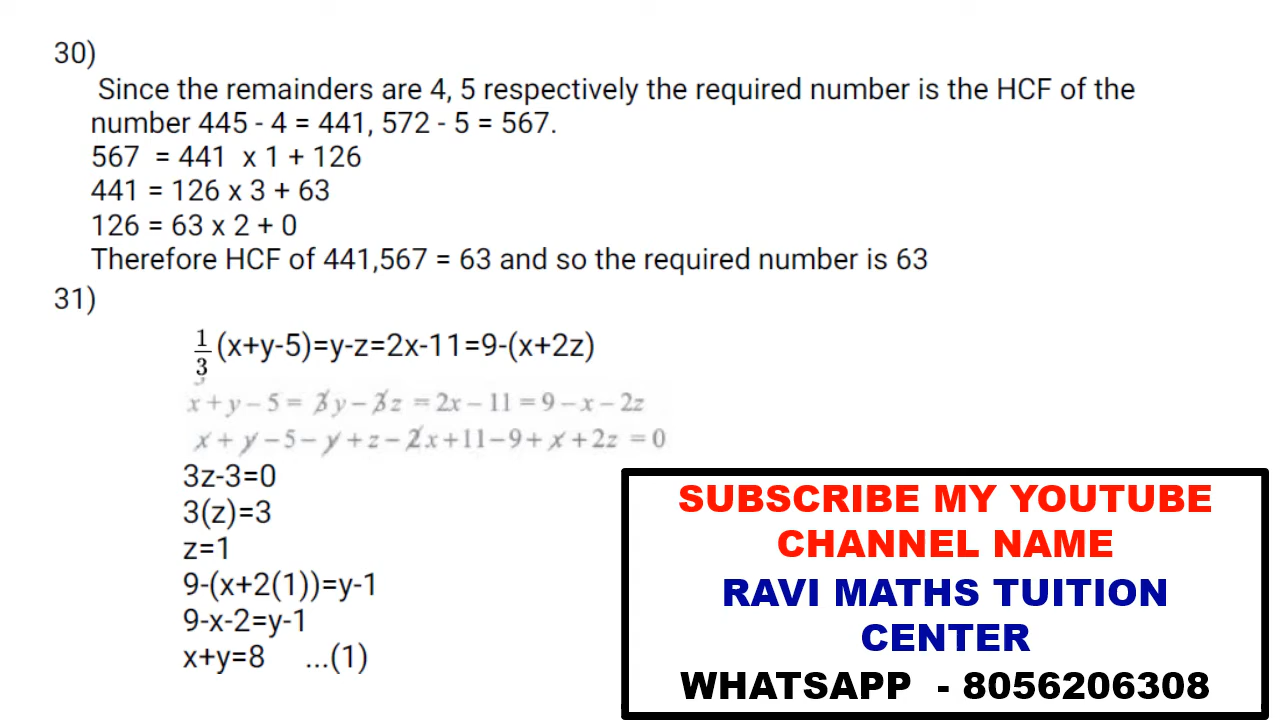 30)
Since the remainders are 4, 5 respectively the required number is the HCF of the
number 445 - 4 = 441, 572 - 5 = 567.
567 = 441 x 1 + 126
441 = 126 x 3 + 63
126 = 63 x 2 + 0
Therefore HCF of 441,567 = 63 and so the required number is 63
31)
1/3 (x+y-5)=y-z=2x-11=9-(x+2z)
x + y – 5 = 3y – 3z = 2x – 11 = 9 – x – 2z
x + y – 5 – y + z – 2x + 11 – 9 + x + 2z = 0
3z-3=0
3(z)=3
z=1
9-(x+2(1))=y-1
9-x-2=y-1
x+y=8 ...(1)
SUBSCRIBE MY YOUTUBE
CHANNEL NAME
RAVI MATHS TUITION
CENTER
WHATSAPP - 8056206308